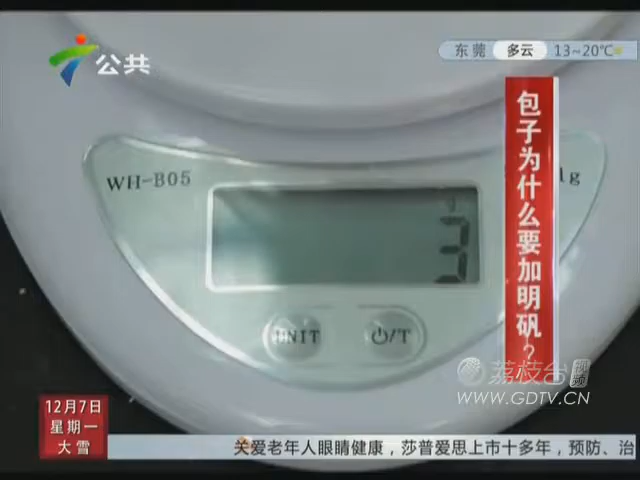 公共
东莞 多云 13~20℃
包子为什么要加明矾?
WH-B05
1g
3
UNIT
⏻/T
荔枝台 视频
WWW.GDTV.CN
12月7日
星期一
大雪
关爱老年人眼睛健康，莎普爱思上市十多年，预防、治